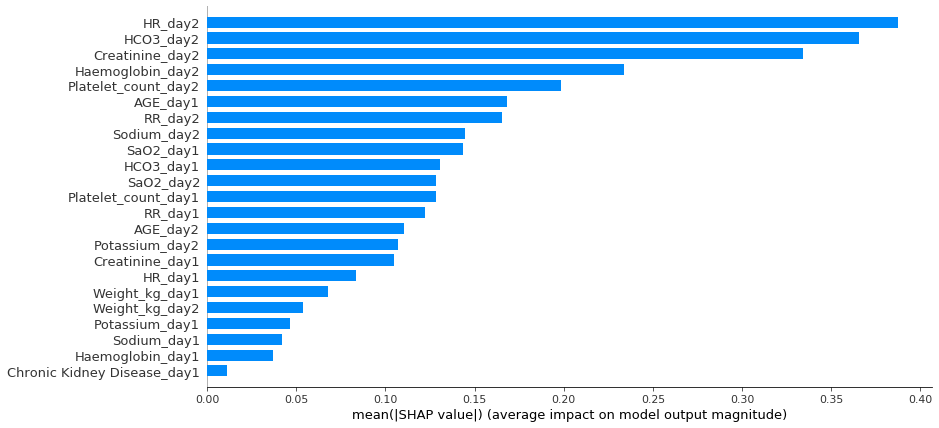 HR_day2
HCO3_day2
Creatinine_day2
Haemoglobin_day2
Platelet_count_day2
AGE_day1
RR_day2
Sodium_day2
SaO2_day1
HCO3_day1
SaO2_day2
Platelet_count_day1
RR_day1
AGE_day2
Potassium_day2
Creatinine_day1
HR_day1
Weight_kg_day1
Weight_kg_day2
Potassium_day1
Sodium_day1
Haemoglobin_day1
Chronic Kidney Disease_day1
0.00 0.05 0.10 0.15 0.20 0.25 0.30 0.35 0.40
mean(|SHAP value|) (average impact on model output magnitude)